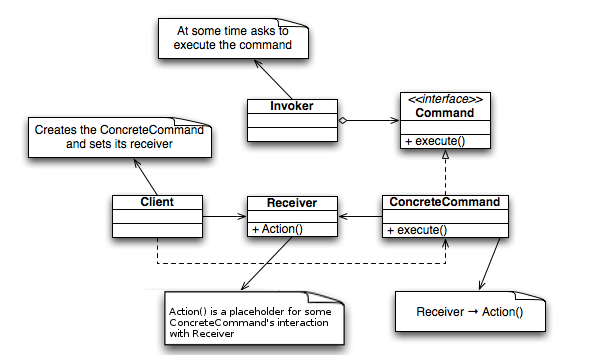 At some time asks to
execute the command
Invoker
<<interface>>
Command
+ execute()
Creates the ConcreteCommand
and sets its receiver
Client
Receiver
+ Action()
ConcreteCommand
+ execute()
Action() is a placeholder for some
ConcreteCommand's interaction
with Receiver
Receiver → Action()